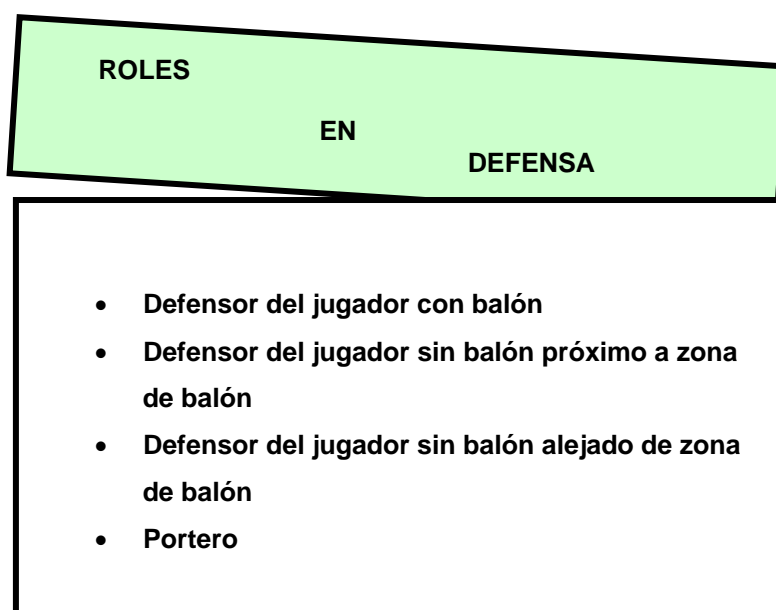 ROLES
EN
DEFENSA
• Defensor del jugador con balón
• Defensor del jugador sin balón próximo a zona
de balón
• Defensor del jugador sin balón alejado de zona
de balón
• Portero